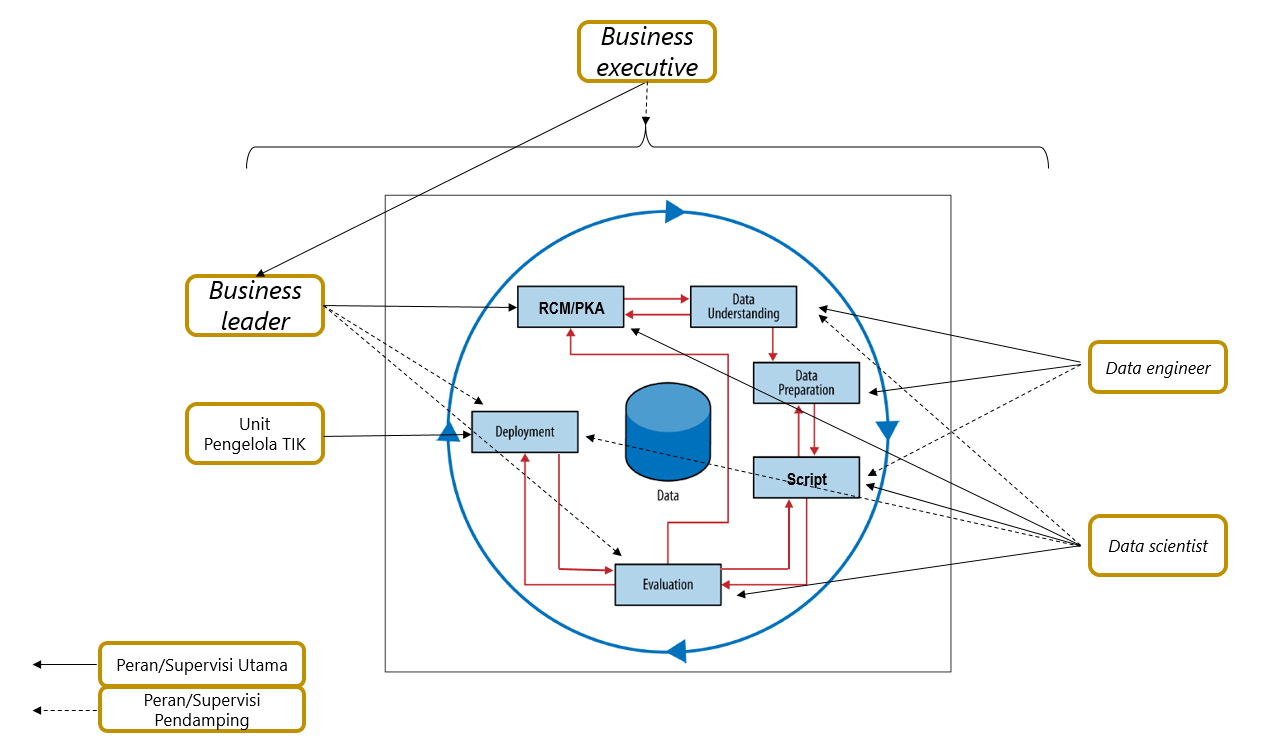 Business
executive
Business
leader
RCM/PKA
Data
Understanding
Data
Preparation
Data engineer
Unit
Pengelola TIK
Deployment
Data
Script
Data scientist
Evaluation
Peran/Supervisi Utama
Peran/Supervisi
Pendamping